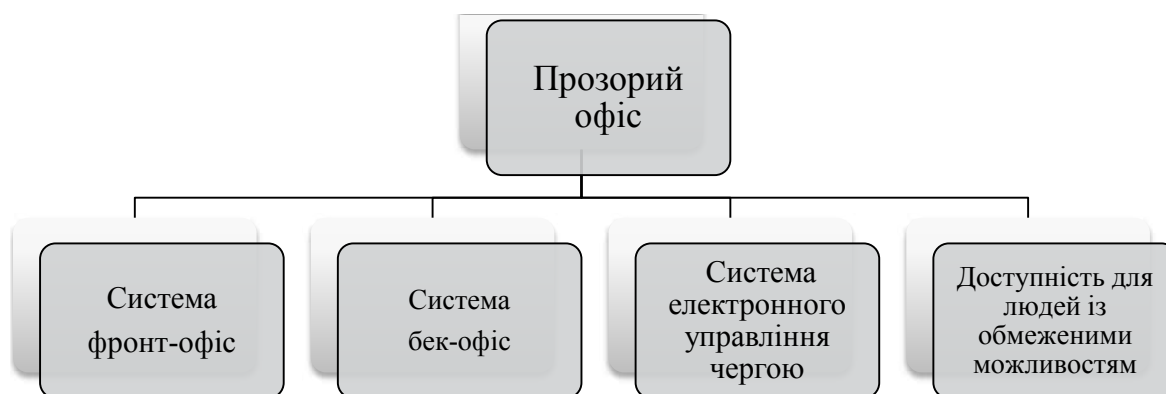 Прозорий
офіс
Система
фронт-офіс
Система
бек-офіс
Система
електронного
управління
чергою
Доступність для
людей із
обмеженими
можливостям